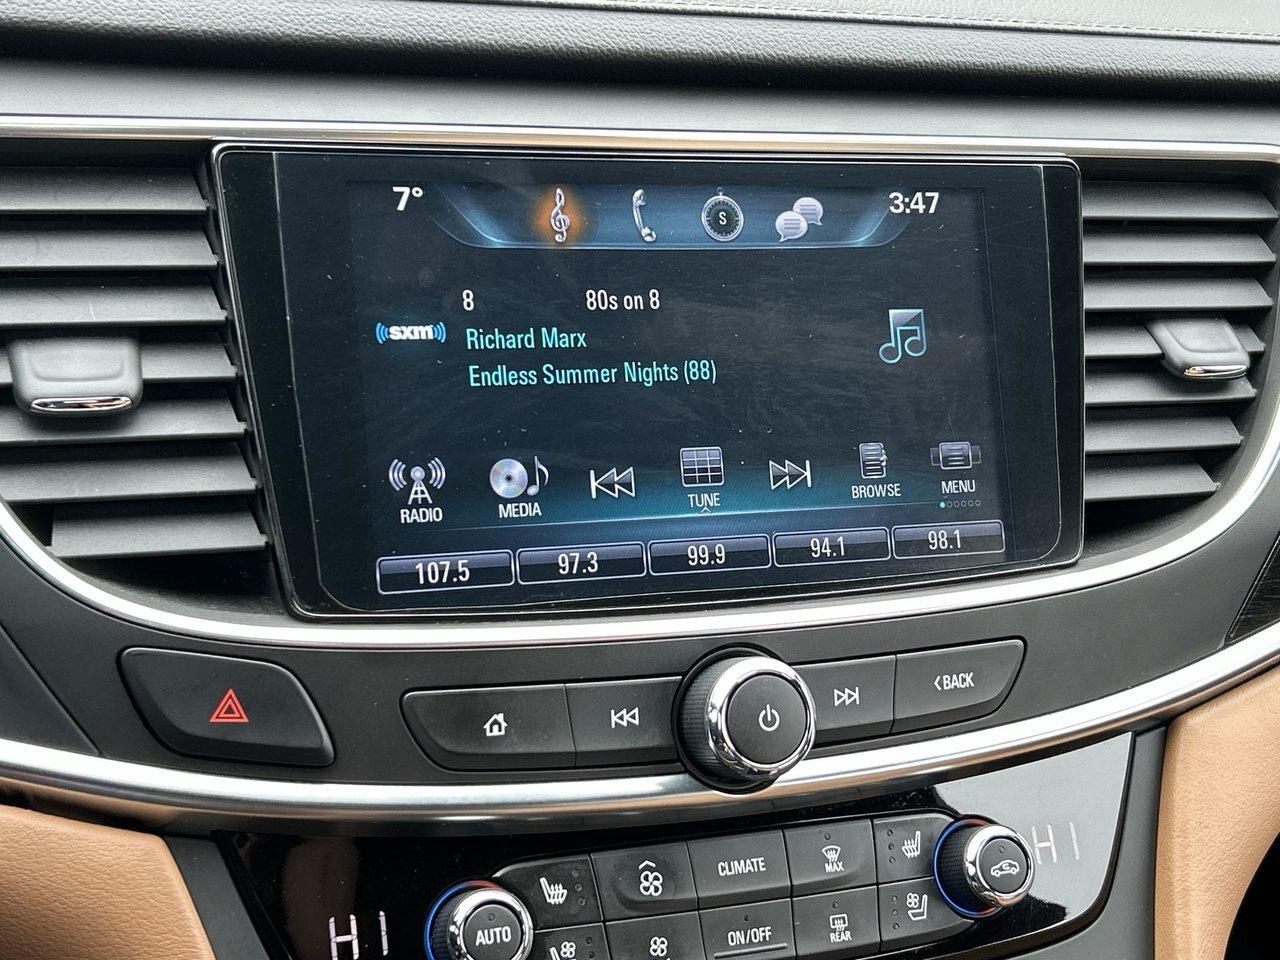 7°
S
3:47
8
80s on 8
((sxm))
Richard Marx
Endless Summer Nights (88)
RADIO
MEDIA
TUNE
BROWSE
MENU
107.5
97.3
99.9
94.1
98.1
<BACK
CLIMATE
MAX
HI
HI
AUTO
ON/OFF
REAR